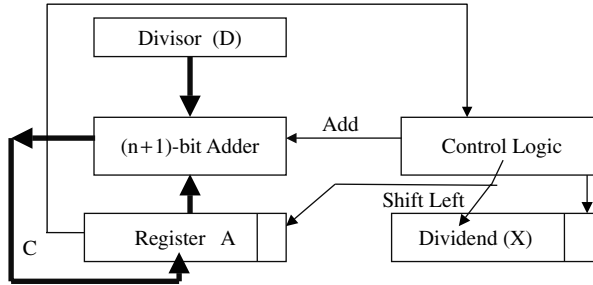 Divisor (D)
(n+1)-bit Adder
Add
Control Logic
Shift Left
C
Register A
Dividend (X)